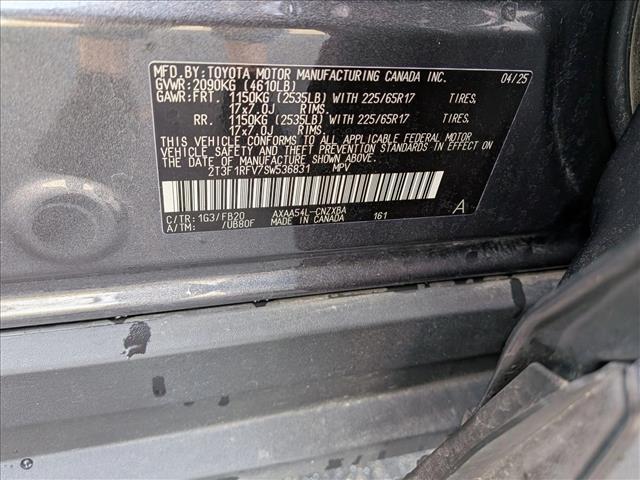 MFD.BY:TOYOTA MOTOR MANUFACTURING CANADA INC. 04/25
GVWR:2090KG (4610LB)
GAWR:FRT. 1150KG (2535LB) WITH 225/65R17 TIRES,
17x7.0J RIMS.
RR. 1150KG (2535LB) WITH 225/65R17 TIRES,
17x7.0J RIMS.
THIS VEHICLE CONFORMS TO ALL APPLICABLE FEDERAL MOTOR
VEHICLE SAFETY AND THEFT PREVENTION STANDARDS IN EFFECT
ON THE DATE OF MANUFACTURE SHOWN ABOVE.
2T3F1RFV7SW536831 MPV
C/TR:1G3/FB20 AXAA54L-CNZXBA A
A/TM: /UB80F MADE IN CANADA 161